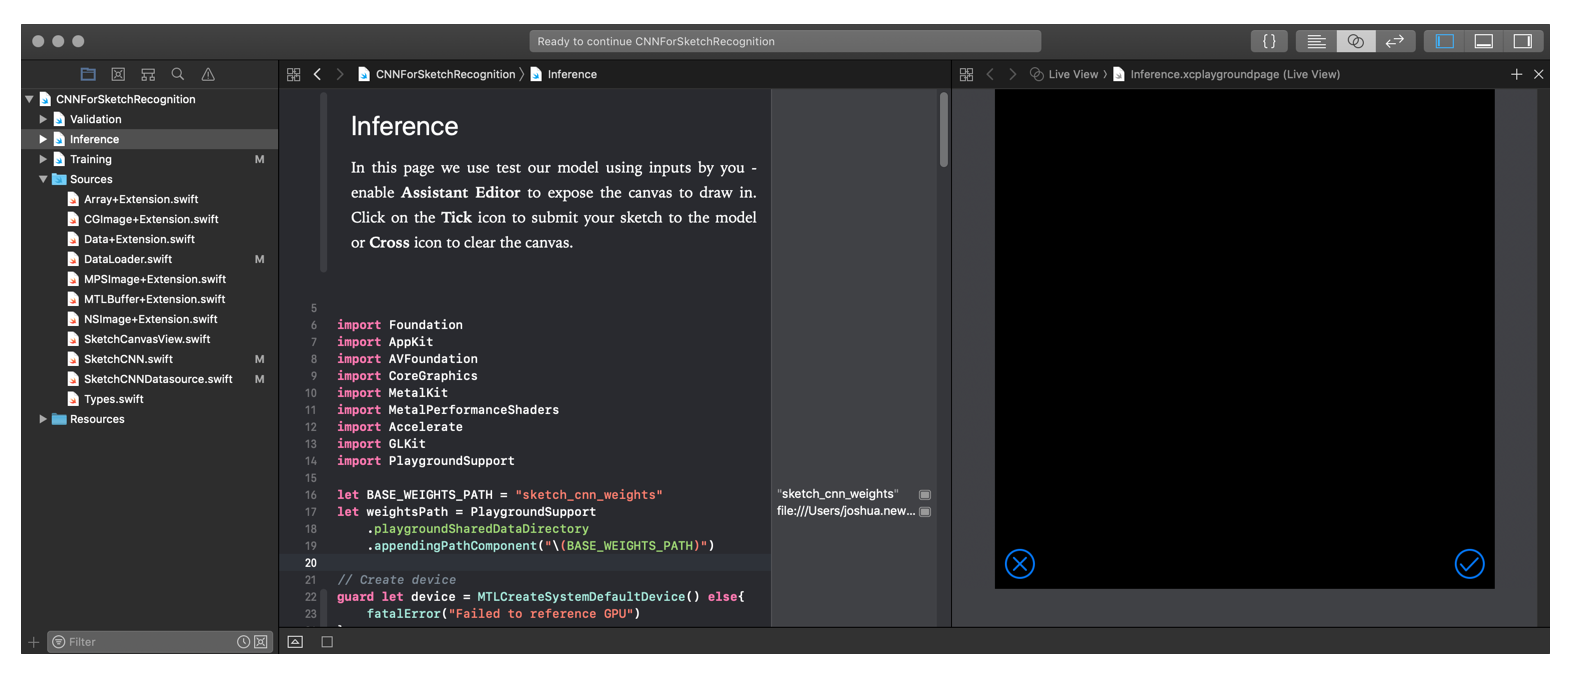 Ready to continue CNNForSketchRecognition
{ }
CNNForSketchRecognition
Validation
Inference
Training M
Sources
Array+Extension.swift
CGImage+Extension.swift
Data+Extension.swift
DataLoader.swift M
MPSImage+Extension.swift
MTLBuffer+Extension.swift
NSImage+Extension.swift
SketchCanvasView.swift
SketchCNN.swift M
SketchCNNDatasource.swift M
Types.swift
Resources
Filter
CNNForSketchRecognition 〉 Inference
Inference
In this page we use test our model using inputs by you -
enable Assistant Editor to expose the canvas to draw in.
Click on the Tick icon to submit your sketch to the model
or Cross icon to clear the canvas.
5
6 import Foundation
7 import AppKit
8 import AVFoundation
9 import CoreGraphics
10 import MetalKit
11 import MetalPerformanceShaders
12 import Accelerate
13 import GLKit
14 import PlaygroundSupport
15
16 let BASE_WEIGHTS_PATH = "sketch_cnn_weights"
17 let weightsPath = PlaygroundSupport
18 .playgroundSharedDataDirectory
19 .appendingPathComponent("\(BASE_WEIGHTS_PATH)")
20
21 // Create device
22 guard let device = MTLCreateSystemDefaultDevice() else{
23 fatalError("Failed to reference GPU")
"sketch_cnn_weights"
file:///Users/joshua.new...
Live View 〉 Inference.xcplaygroundpage (Live View)